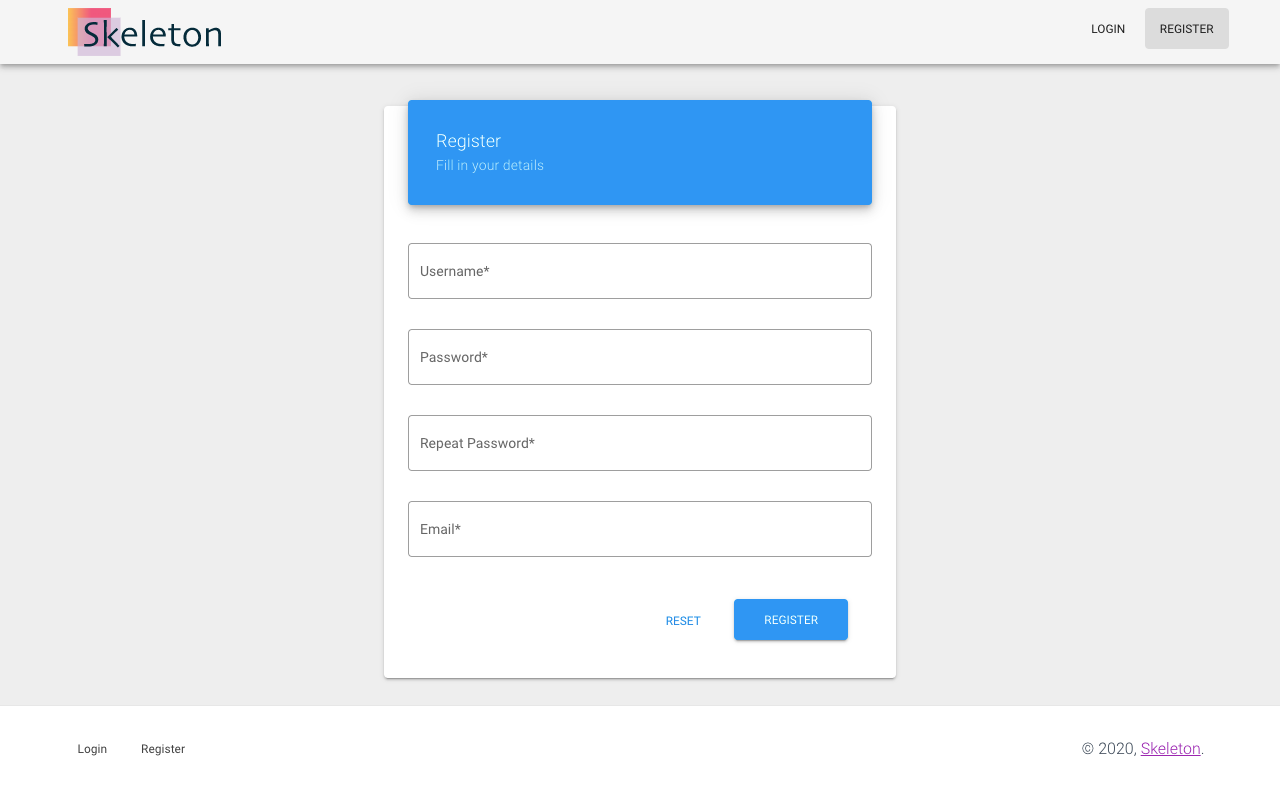 Skeleton
LOGIN
REGISTER
Register
Fill in your details
Username*
Password*
Repeat Password*
Email*
RESET
REGISTER
Login
Register
© 2020, Skeleton.